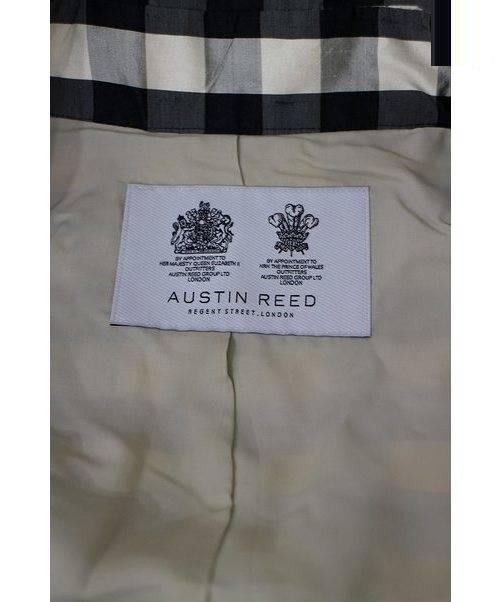 BY APPOINTMENT TO
HER MAJESTY QUEEN ELIZABETH II
OUTFITTERS
AUSTIN REED GROUP LTD
LONDON
BY APPOINTMENT TO
HRH THE PRINCE OF WALES
OUTFITTERS
AUSTIN REED GROUP LTD
LONDON
AUSTIN REED
REGENT STREET.LONDON